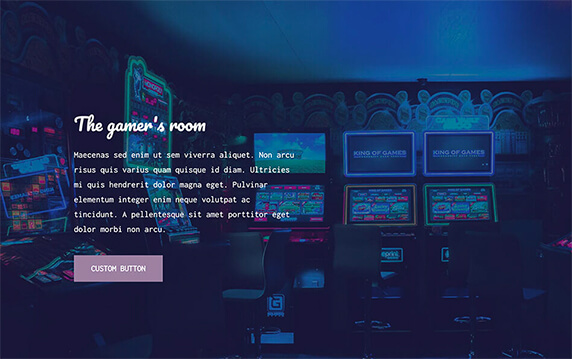 The gamer's room
Maecenas sed enim ut sem viverra aliquet. Non arcu
risus quis varius quam quisque id diam. Ultricies
mi quis hendrerit dolor magna eget. Pulvinar
elementum integer enim neque volutpat ac
tincidunt. A pellentesque sit amet porttitor eget
dolor morbi non arcu.
CUSTOM BUTTON
KING OF GAMES
KING OF GAMES